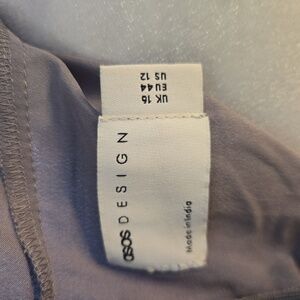 UK 16
EU 44
US 12
asos DESIGN
Made in India